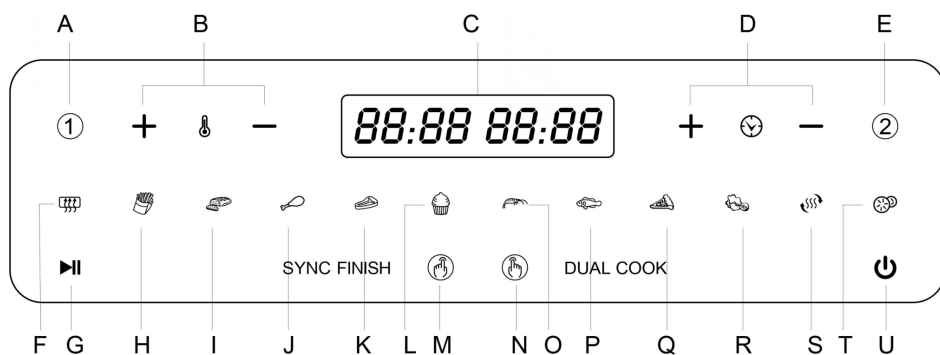 A B C D E
1 88:88 88:88 2
SYNC FINISH DUAL COOK
F G H I J K L M N O P Q R S T U